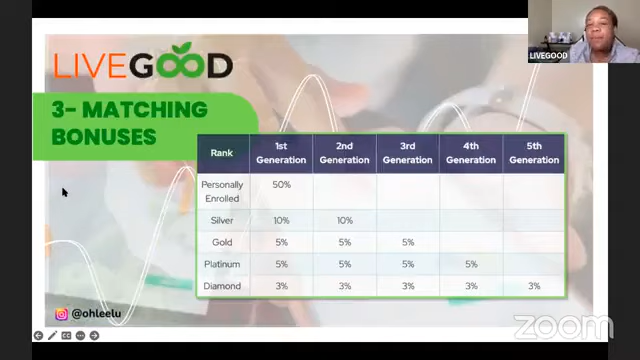 LIVEGOOD
LIVEGOOD
3- MATCHING
BONUSES
Rank 1st Generation 2nd Generation 3rd Generation 4th Generation 5th Generation
Personally Enrolled 50%
Silver 10% 10%
Gold 5% 5% 5%
Platinum 5% 5% 5% 5%
Diamond 3% 3% 3% 3% 3%
@ohleelu
zoom